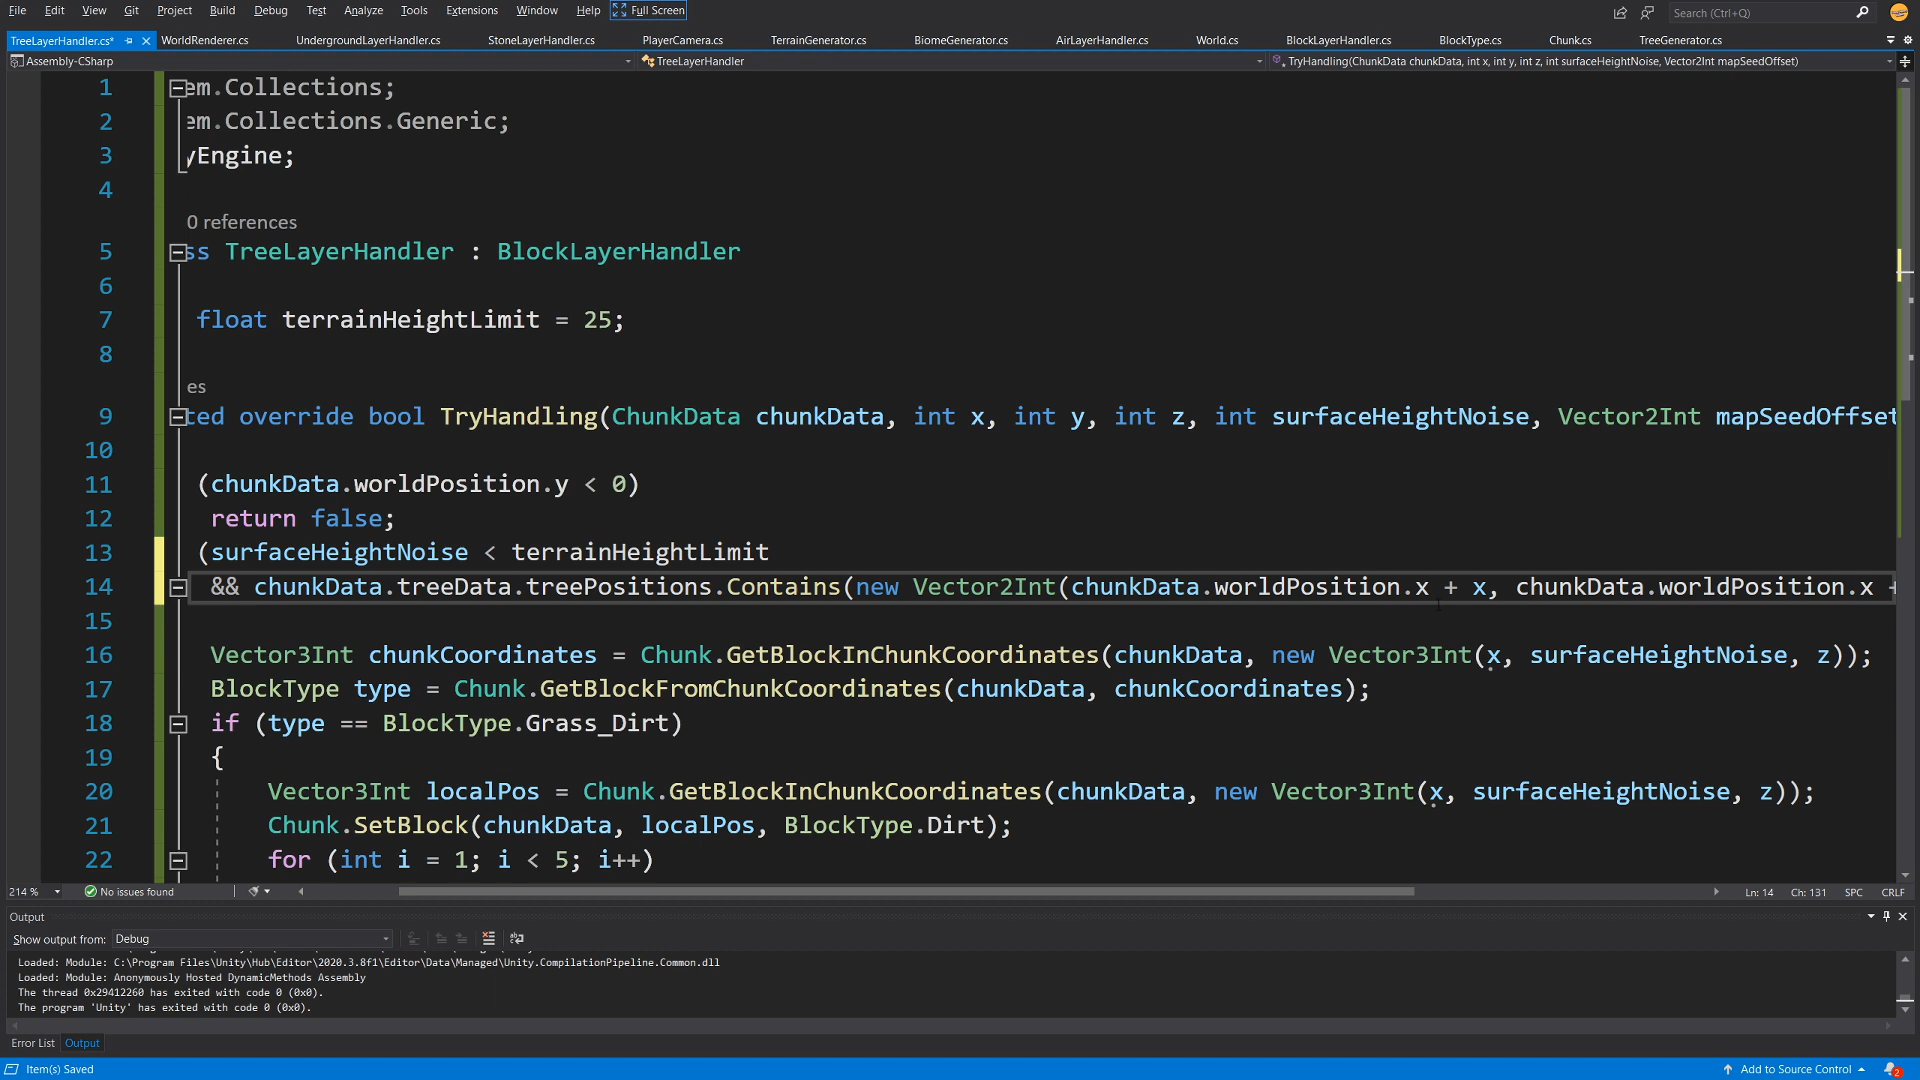 File Edit View Git Project Build Debug Test Analyze Tools Extensions Window Help Full Screen Search (Ctrl+Q)
TreeLayerHandler.cs* WorldRenderer.cs UndergroundLayerHandler.cs StoneLayerHandler.cs PlayerCamera.cs TerrainGenerator.cs BiomeGenerator.cs AirLayerHandler.cs World.cs BlockLayerHandler.cs BlockType.cs Chunk.cs TreeGenerator.cs
Assembly-CSharp TreeLayerHandler TryHandling(ChunkData chunkData, int x, int y, int z, int surfaceHeightNoise, Vector2Int mapSeedOffset)
1 em.Collections;
2 em.Collections.Generic;
3 yEngine;
4
0 references
5 ss TreeLayerHandler : BlockLayerHandler
6
7 float terrainHeightLimit = 25;
8
es
9 ted override bool TryHandling(ChunkData chunkData, int x, int y, int z, int surfaceHeightNoise, Vector2Int mapSeedOffset
10
11 (chunkData.worldPosition.y < 0)
12 return false;
13 (surfaceHeightNoise < terrainHeightLimit
14 && chunkData.treeData.treePositions.Contains(new Vector2Int(chunkData.worldPosition.x + x, chunkData.worldPosition.x +
15
16 Vector3Int chunkCoordinates = Chunk.GetBlockInChunkCoordinates(chunkData, new Vector3Int(x, surfaceHeightNoise, z));
17 BlockType type = Chunk.GetBlockFromChunkCoordinates(chunkData, chunkCoordinates);
18 if (type == BlockType.Grass_Dirt)
19 {
20 Vector3Int localPos = Chunk.GetBlockInChunkCoordinates(chunkData, new Vector3Int(x, surfaceHeightNoise, z));
21 Chunk.SetBlock(chunkData, localPos, BlockType.Dirt);
22 for (int i = 1; i < 5; i++)
214 % No issues found Ln: 14 Ch: 131 SPC CRLF
Output
Show output from: Debug
Loaded: Module: C:\Program Files\Unity\Hub\Editor\2020.3.8f1\Editor\Data\Managed\Unity.CompilationPipeline.Common.dll
Loaded: Module: Anonymously Hosted DynamicMethods Assembly
The thread 0x29412260 has exited with code 0 (0x0).
The program 'Unity' has exited with code 0 (0x0).
Error List Output
Item(s) Saved Add to Source Control 2